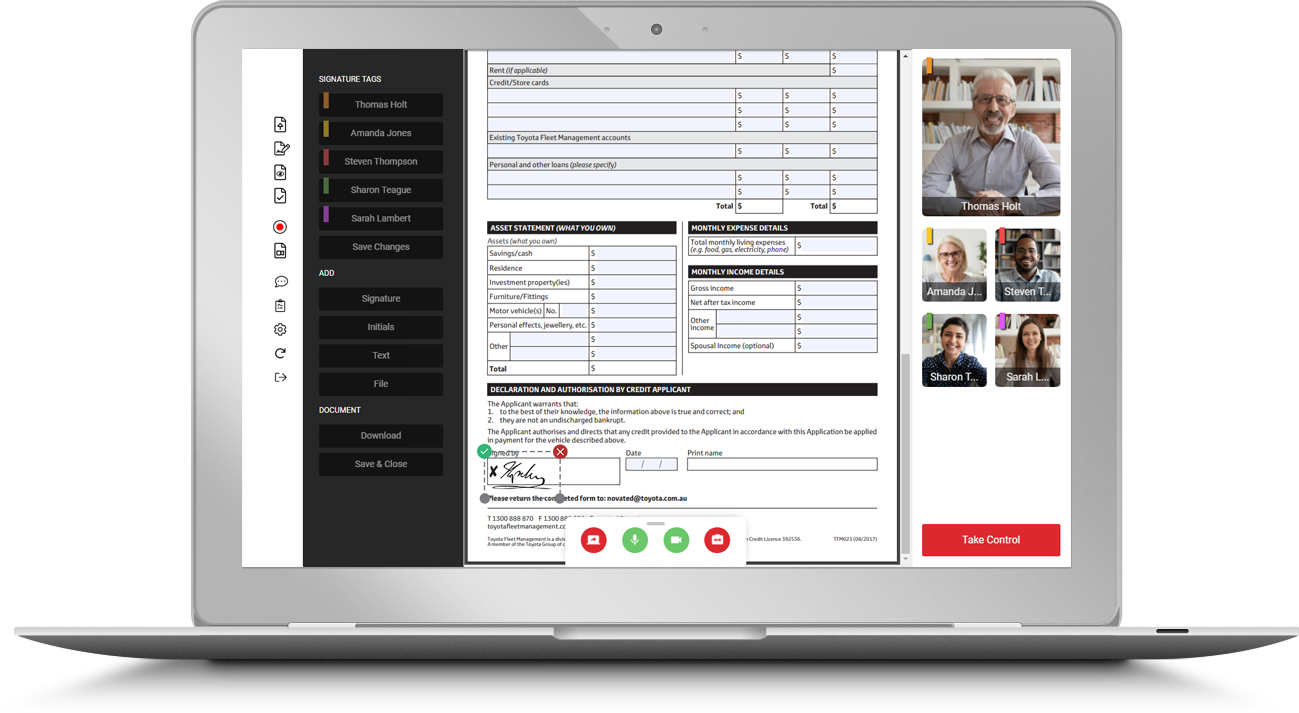 SIGNATURE TAGS
Thomas Holt
Amanda Jones
Steven Thompson
Sharon Teague
Sarah Lambert
Save Changes
ADD
Signature
Initials
Text
File
DOCUMENT
Download
Save & Close
$ $ $
Rent (if applicable) $
Credit/Store cards
$ $ $
$ $ $
$ $ $
Existing Toyota Fleet Management accounts
$ $ $
Personal and other loans (please specify)
$ $ $
$ $ $
Total $ Total $
ASSET STATEMENT (WHAT YOU OWN)
Assets (what you own)
Savings/cash $
Residence $
Investment property(ies) $
Furniture/Fittings $
Motor vehicle(s) No. $
Personal effects, jewellery, etc. $
Other $
$
Total $
MONTHLY EXPENSE DETAILS
Total monthly living expenses $
(e.g. food, gas, electricity, phone)
MONTHLY INCOME DETAILS
Gross income $
Net after tax income $
Other $
income $
Spousal Income (optional) $
DECLARATION AND AUTHORISATION BY CREDIT APPLICANT
The Applicant warrants that:
1. to the best of their knowledge, the information above is true and correct; and
2. they are not an undischarged bankrupt.
The Applicant authorises and directs that any credit provided to the Applicant in accordance with this Application be applied
in payment for the vehicle described above.
igned by Date Print name
X / /
Please return the completed form to: novated@toyota.com.au
T 1300 888 870 F 1300 88
toyotafleetmanagement.co
Toyota Fleet Management is a divis n Credit Licence 392536. TFM023 (08/2017)
A member of the Toyota Group of c
Thomas Holt
Amanda J...
Steven T...
Sharon T...
Sarah L...
Take Control